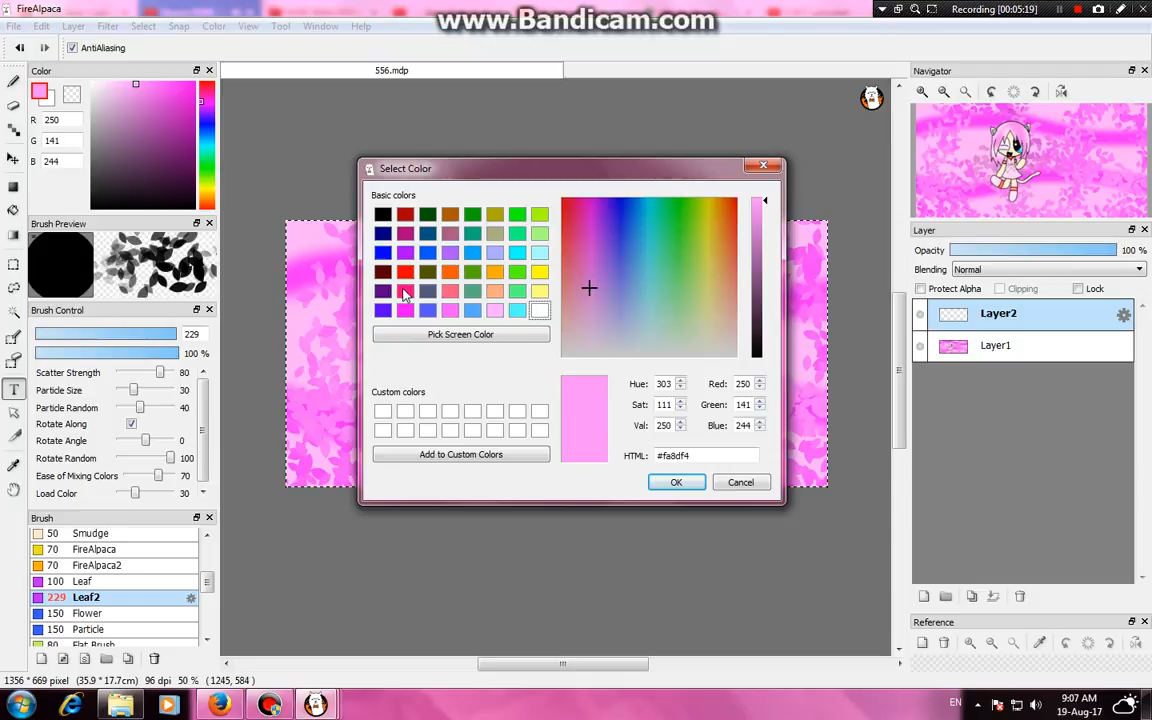 FireAlpaca
www.Bandicam.com
Recording [00:05:19]
File Edit Layer Filter Select Snap Color View Tool Window Help
AntiAliasing
Color
556.mdp
Navigator
R 250
G 141
B 244
Select Color
Basic colors
Brush Preview
Layer
Opacity 100 %
Blending Normal
Protect Alpha Clipping Lock
Layer2
Layer1
Brush Control
229
100 %
Scatter Strength 80
Particle Size 30
Particle Random 40
Rotate Along
Rotate Angle 0
Rotate Random 100
Ease of Mixing Colors 70
Load Color 30
Pick Screen Color
Custom colors
Add to Custom Colors
Hue: 303 Red: 250
Sat: 111 Green: 141
Val: 250 Blue: 244
HTML: #fa8df4
OK Cancel
Brush
50 Smudge
70 FireAlpaca
70 FireAlpaca2
100 Leaf
229 Leaf2
150 Flower
150 Particle
80 Flat Brush
Reference
1356 * 669 pixel (35.9 * 17.7cm) 96 dpi 50 % (1245, 584)
EN
9:07 AM
19-Aug-17